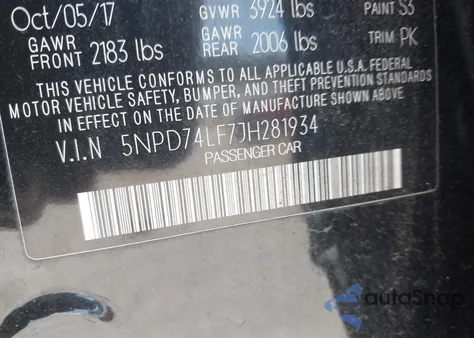 Oct/05/17 GVWR 3924 lbs PAINT S3
GAWR FRONT 2183 lbs GAWR REAR 2006 lbs TRIM PK
THIS VEHICLE CONFORMS TO ALL APPLICABLE U.S.A. FEDERAL
MOTOR VEHICLE SAFETY, BUMPER, AND THEFT PREVENTION STANDARDS
IN EFFECT ON THE DATE OF MANUFACTURE SHOWN ABOVE.
V.I.N 5NPD74LF7JH281934
PASSENGER CAR
autoSnap